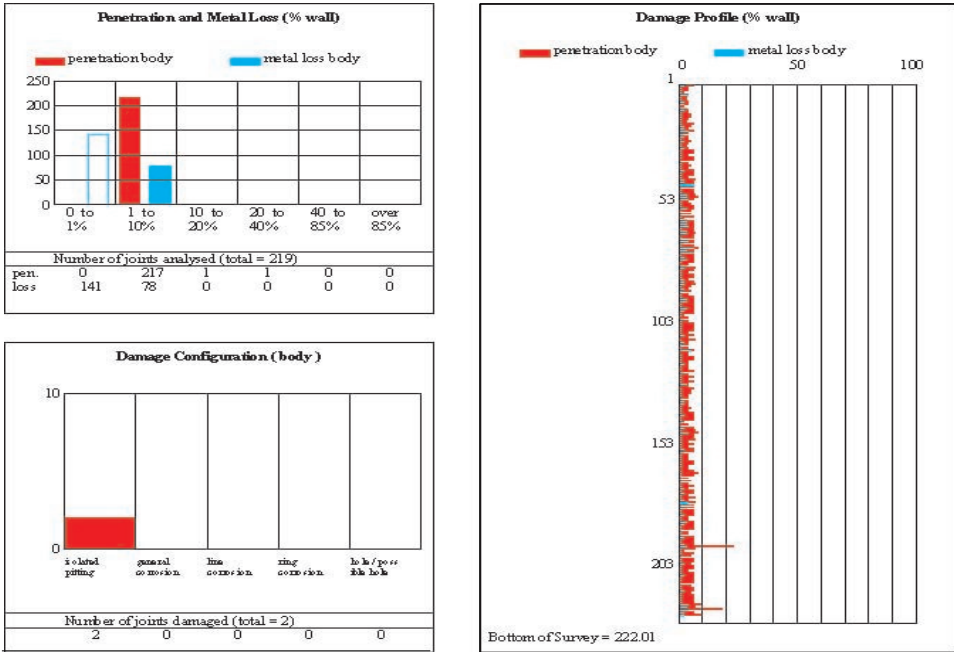 Penetration and Metal Loss (% wall)
penetration body metal loss body
250
200
150
100
50
0
0 to 1 to 10 to 20 to 40 to over
1% 10% 20% 40% 85% 85%
Number of joints analysed (total = 219)
pen. 0 217 1 1 0 0
loss 141 78 0 0 0 0
Damage Configuration ( body )
10
0
isolated general line ring hole / poss
pitting corrosion corrosion corrosion ible hole
Number of joints damaged (total = 2)
2 0 0 0 0
Damage Profile (% wall)
penetration body metal loss body
0 50 100
1
53
103
153
203
Bottom of Survey = 222.01